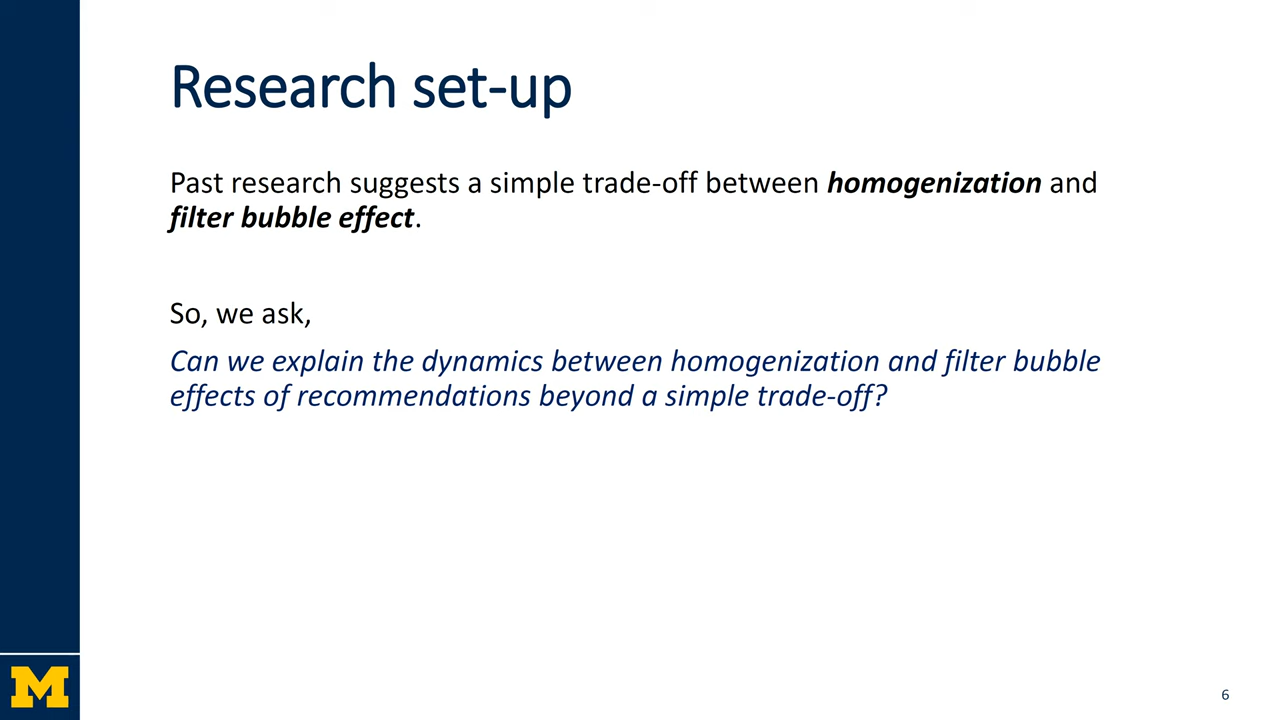 Research set-up
Past research suggests a simple trade-off between homogenization and
filter bubble effect.
So, we ask,
Can we explain the dynamics between homogenization and filter bubble
effects of recommendations beyond a simple trade-off?
M
6